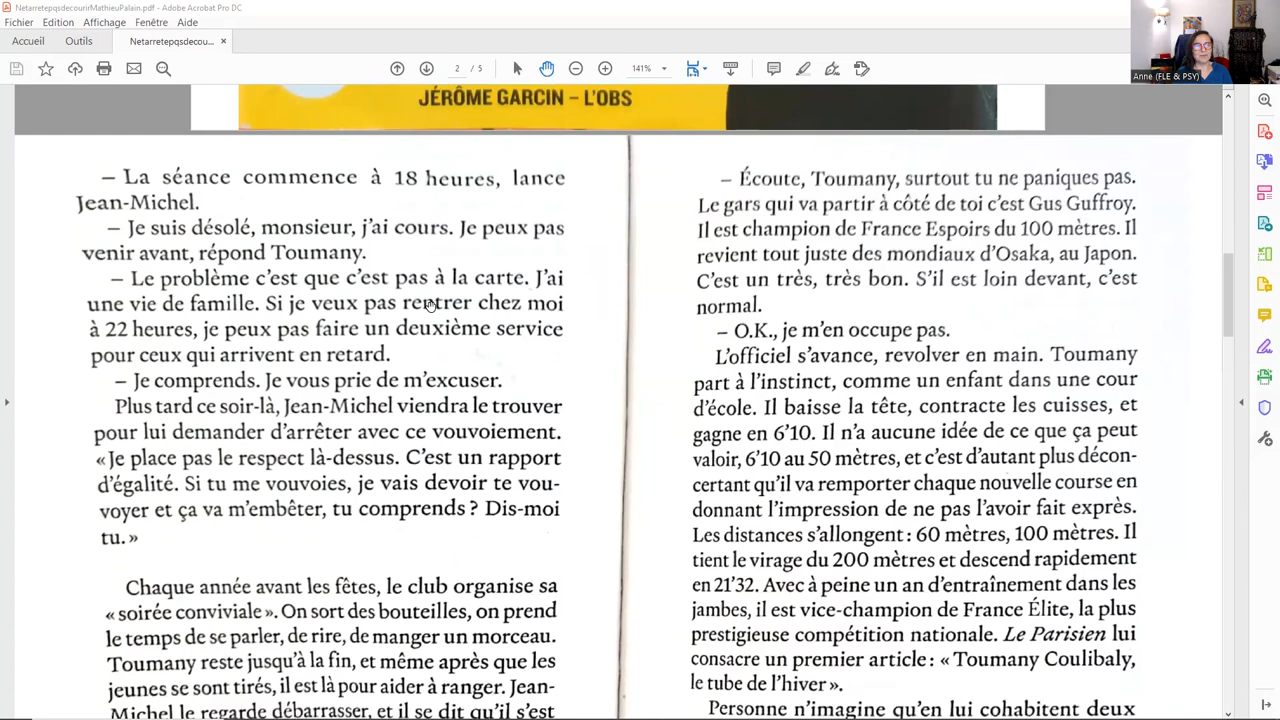 NetarretepqsdecourirMathieuPalain.pdf - Adobe Acrobat Pro DC
Fichier Edition Affichage Fenêtre Aide
Accueil Outils Netarretepqsdecou... ×
2 / 5 141%
Anne (FLE & PSY)
JÉRÔME GARCIN – L'OBS
– La séance commence à 18 heures, lance
Jean-Michel.
– Je suis désolé, monsieur, j'ai cours. Je peux pas
venir avant, répond Toumany.
– Le problème c'est que c'est pas à la carte. J'ai
une vie de famille. Si je veux pas rentrer chez moi
à 22 heures, je peux pas faire un deuxième service
pour ceux qui arrivent en retard.
– Je comprends. Je vous prie de m'excuser.
Plus tard ce soir-là, Jean-Michel viendra le trouver
pour lui demander d'arrêter avec ce vouvoiement.
« Je place pas le respect là-dessus. C'est un rapport
d'égalité. Si tu me vouvoies, je vais devoir te vou-
voyer et ça va m'embêter, tu comprends ? Dis-moi
tu. »
Chaque année avant les fêtes, le club organise sa
« soirée conviviale ». On sort des bouteilles, on prend
le temps de se parler, de rire, de manger un morceau.
Toumany reste jusqu'à la fin, et même après que les
jeunes se sont tirés, il est là pour aider à ranger. Jean-
Michel le regarde débarrasser, et il se dit qu'il s'est
– Écoute, Toumany, surtout tu ne paniques pas.
Le gars qui va partir à côté de toi c'est Gus Guffroy.
Il est champion de France Espoirs du 100 mètres. Il
revient tout juste des mondiaux d'Osaka, au Japon.
C'est un très, très bon. S'il est loin devant, c'est
normal.
– O.K., je m'en occupe pas.
L'officiel s'avance, revolver en main. Toumany
part à l'instinct, comme un enfant dans une cour
d'école. Il baisse la tête, contracte les cuisses, et
gagne en 6'10. Il n'a aucune idée de ce que ça peut
valoir, 6'10 au 50 mètres, et c'est d'autant plus décon-
certant qu'il va remporter chaque nouvelle course en
donnant l'impression de ne pas l'avoir fait exprès.
Les distances s'allongent : 60 mètres, 100 mètres. Il
tient le virage du 200 mètres et descend rapidement
en 21'32. Avec à peine un an d'entraînement dans les
jambes, il est vice-champion de France Élite, la plus
prestigieuse compétition nationale. Le Parisien lui
consacre un premier article : « Toumany Coulibaly,
le tube de l'hiver ».
Personne n'imagine qu'en lui cohabitent deux